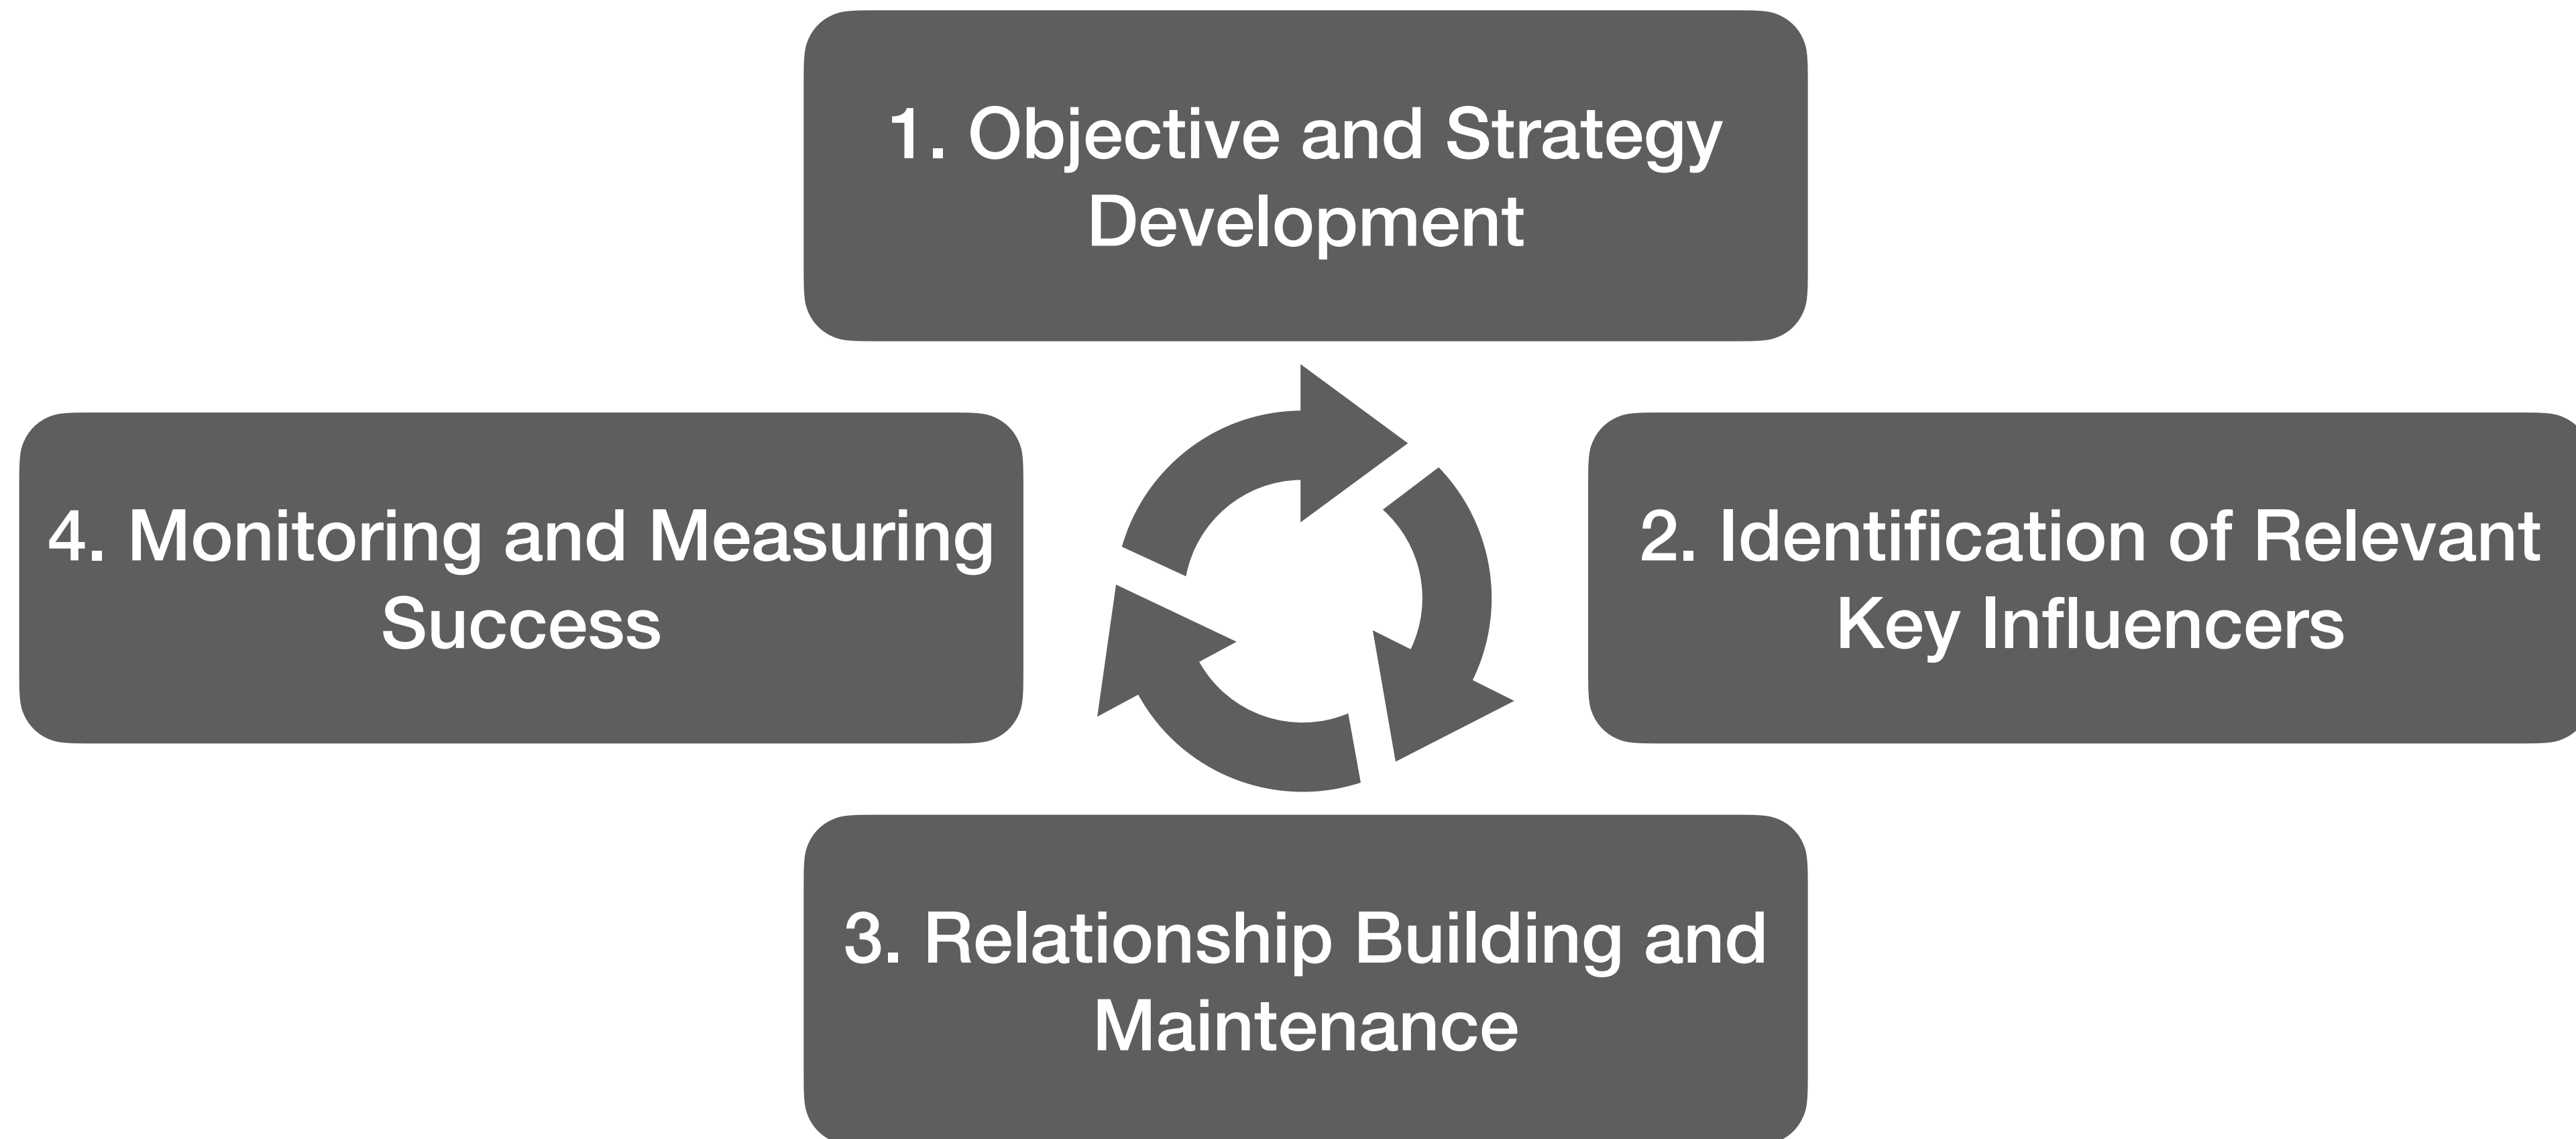 1. Objective and Strategy
Development
2. Identification of Relevant
Key Influencers
3. Relationship Building and
Maintenance
4. Monitoring and Measuring
Success